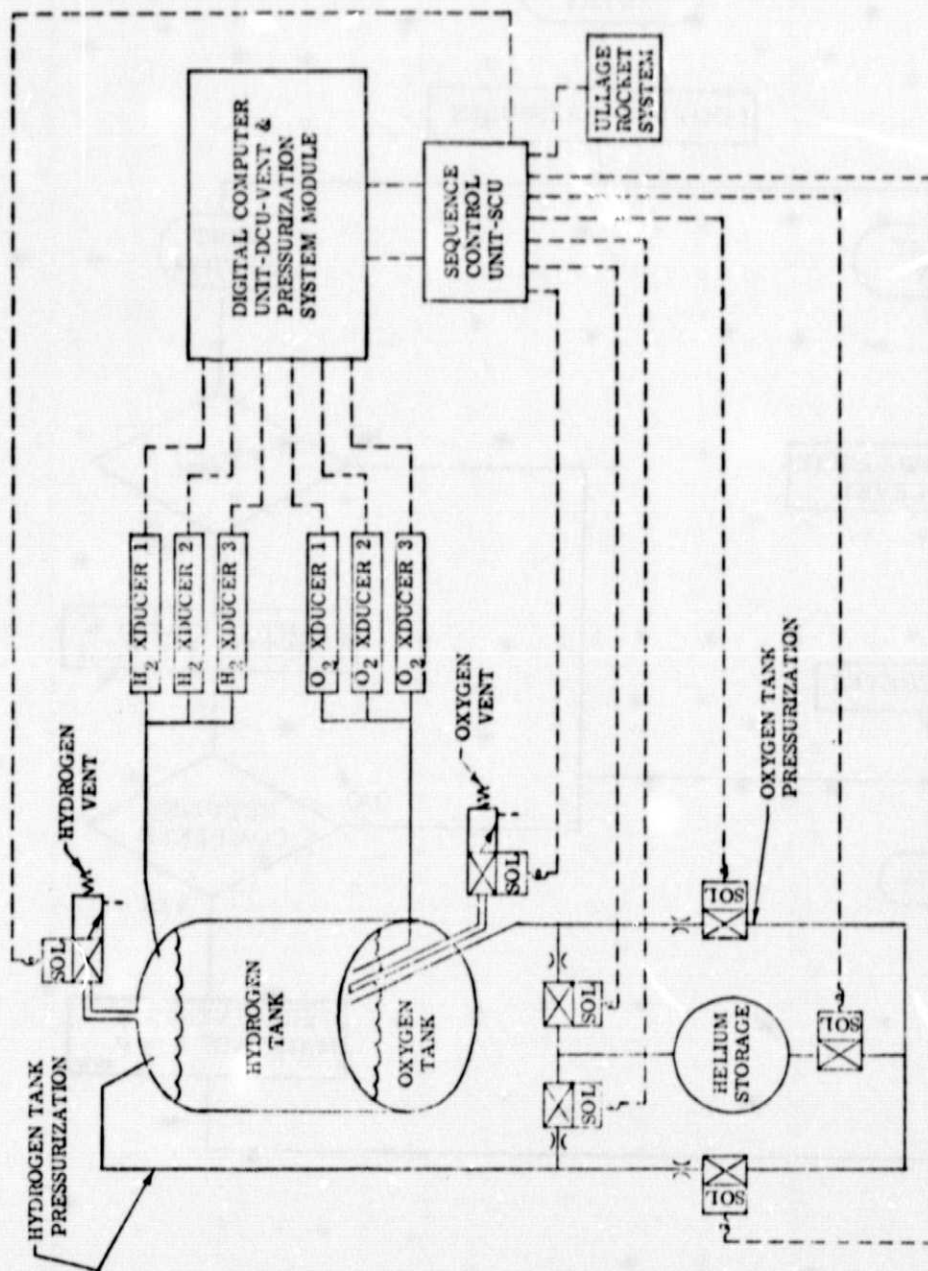 HYDROGEN TANK
PRESSURIZATION
SOL
HYDROGEN
VENT
HYDROGEN
TANK
OXYGEN
TANK
H2 XDUCER 1
H2 XDUCER 2
H2 XDUCER 3
O2 XDUCER 1
O2 XDUCER 2
O2 XDUCER 3
DIGITAL COMPUTER
UNIT-DCU-VENT &
PRESSURIZATION
SYSTEM MODULE
SEQUENCE
CONTROL
UNIT-SCU
ULLAGE
ROCKET
SYSTEM
OXYGEN
VENT
SOL
SOL
SOL
HELIUM
STORAGE
SOL
SOL
SOL
OXYGEN TANK
PRESSURIZATION